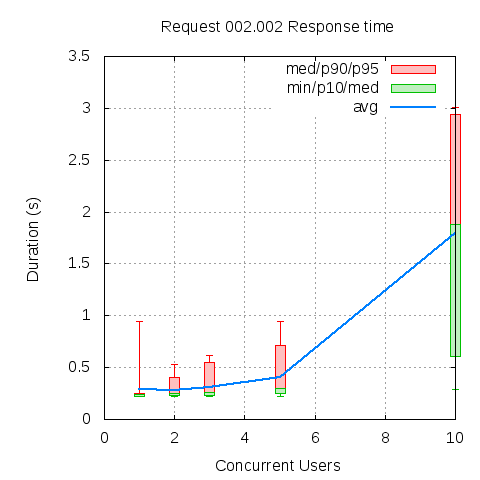 Request 002.002 Response time
3.5
3
2.5
2
1.5
1
0.5
0
Duration (s)
med/p90/p95
min/p10/med
avg
0
2
4
6
8
10
Concurrent Users